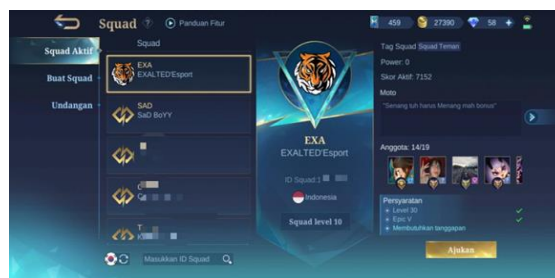 Squad
Panduan Fitur
459
27390
58
Squad Aktif
Buat Squad
Undangan
Squad
EXA
EXALTED'Esport
SAD
SaD BoYY
EXA
EXALTED'Esport
ID Squad:1
Indonesia
Squad level 10
Masukkan ID Squad
Tag Squad Squad Teman
Power: 0
Skor Aktif: 7152
Moto
"Senang tuh harus Menang mah bonus"
Anggota: 14/19
Persyaratan
Level 30
Epic V
Membutuhkan tanggapan
Ajukan